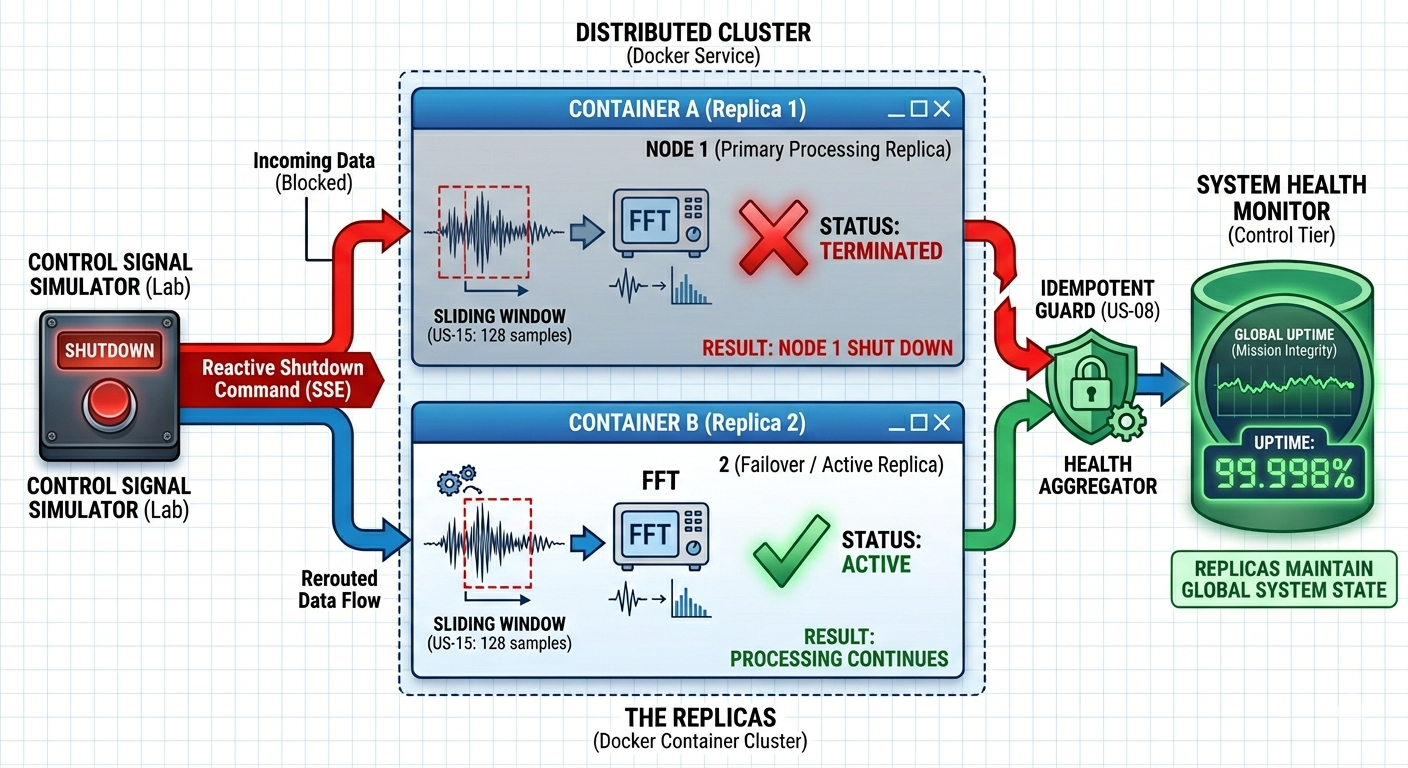 DISTRIBUTED CLUSTER
(Docker Service)
CONTAINER A (Replica 1)
NODE 1 (Primary Processing Replica)
Incoming Data
(Blocked)
FFT
STATUS:
TERMINATED
SLIDING WINDOW
(US-15: 128 samples)
RESULT: NODE 1 SHUT DOWN
CONTROL SIGNAL
SIMULATOR (Lab)
SHUTDOWN
Reactive Shutdown
Command (SSE)
CONTROL SIGNAL
SIMULATOR (Lab)
Rerouted
Data Flow
CONTAINER B (Replica 2)
2 (Failover / Active Replica)
FFT
FFT
STATUS:
ACTIVE
SLIDING WINDOW
(US-15: 128 samples)
RESULT:
PROCESSING CONTINUES
THE REPLICAS
(Docker Container Cluster)
IDEMPOTENT
GUARD (US-08)
HEALTH
AGGREGATOR
SYSTEM HEALTH
MONITOR
(Control Tier)
GLOBAL UPTIME
(Mission Integrity)
UPTIME:
99.998%
REPLICAS MAINTAIN
GLOBAL SYSTEM STATE